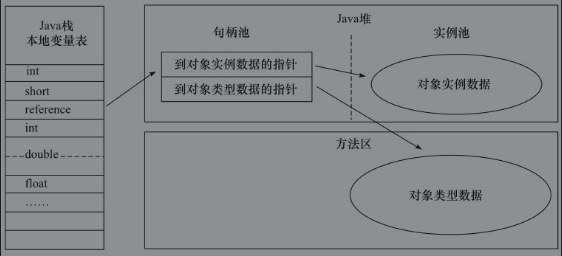 Java栈
本地变量表
int
short
reference
int
double
float
……
Java堆
句柄池
实例池
到对象实例数据的指针
到对象类型数据的指针
对象实例数据
方法区
对象类型数据